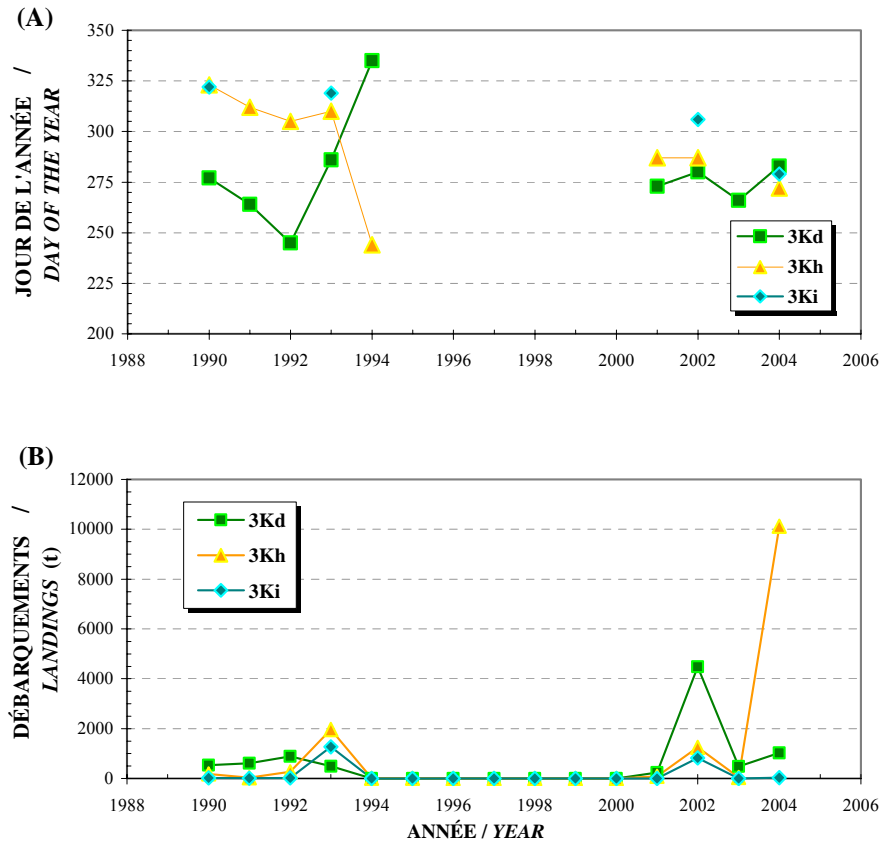 (A)
JOUR DE L'ANNÉE /
DAY OF THE YEAR
350
325
300
275
250
225
200
3Kd
3Kh
3Ki
1988 1990 1992 1994 1996 1998 2000 2002 2004 2006
(B)
DÉBARQUEMENTS /
LANDINGS (t)
12000
10000
8000
6000
4000
2000
0
3Kd
3Kh
3Ki
1988 1990 1992 1994 1996 1998 2000 2002 2004 2006
ANNÉE / YEAR